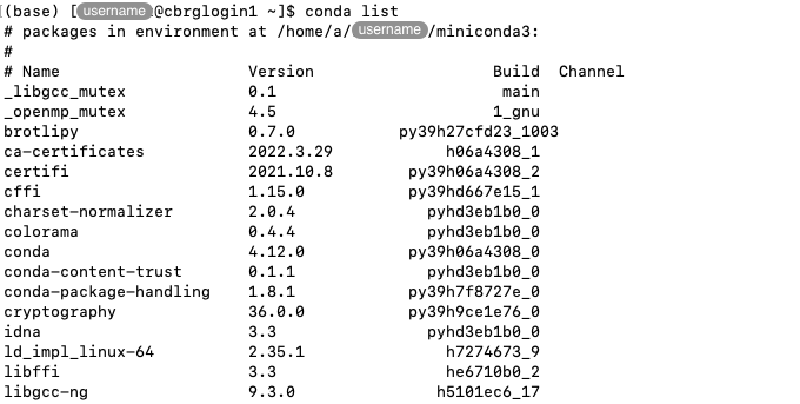 (base) [username@cbrglogin1 ~]$ conda list
# packages in environment at /home/a/username/miniconda3:
#
# Name                    Version                   Build  Channel
_libgcc_mutex             0.1                        main
_openmp_mutex             4.5                       1_gnu
brotlipy                  0.7.0           py39h27cfd23_1003
ca-certificates           2022.3.29            h06a4308_1
certifi                   2021.10.8        py39h06a4308_2
cffi                      1.15.0           py39hd667e15_1
charset-normalizer        2.0.4              pyhd3eb1b0_0
colorama                  0.4.4              pyhd3eb1b0_0
conda                     4.12.0           py39h06a4308_0
conda-content-trust       0.1.1              pyhd3eb1b0_0
conda-package-handling    1.8.1            py39h7f8727e_0
cryptography              36.0.0           py39h9ce1e76_0
idna                      3.3                pyhd3eb1b0_0
ld_impl_linux-64          2.35.1               h7274673_9
libffi                    3.3                  he6710b0_2
libgcc-ng                 9.3.0               h5101ec6_17